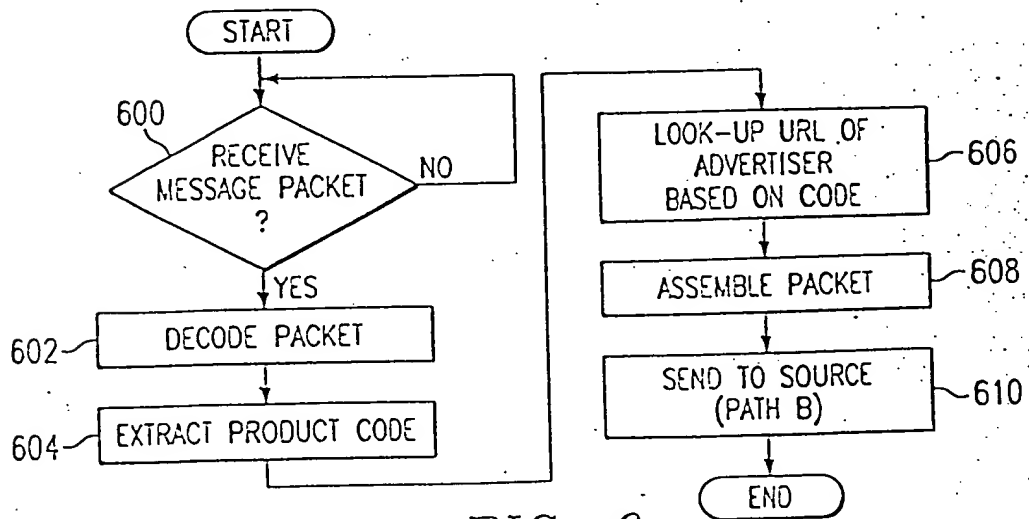 START
600
RECEIVE
MESSAGE PACKET
?
NO
YES
602
DECODE PACKET
604
EXTRACT PRODUCT CODE
LOOK-UP URL OF
ADVERTISER
BASED ON CODE
606
ASSEMBLE PACKET
608
SEND TO SOURCE
(PATH B)
610
END